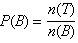 P(B) = n(T) / n(B)